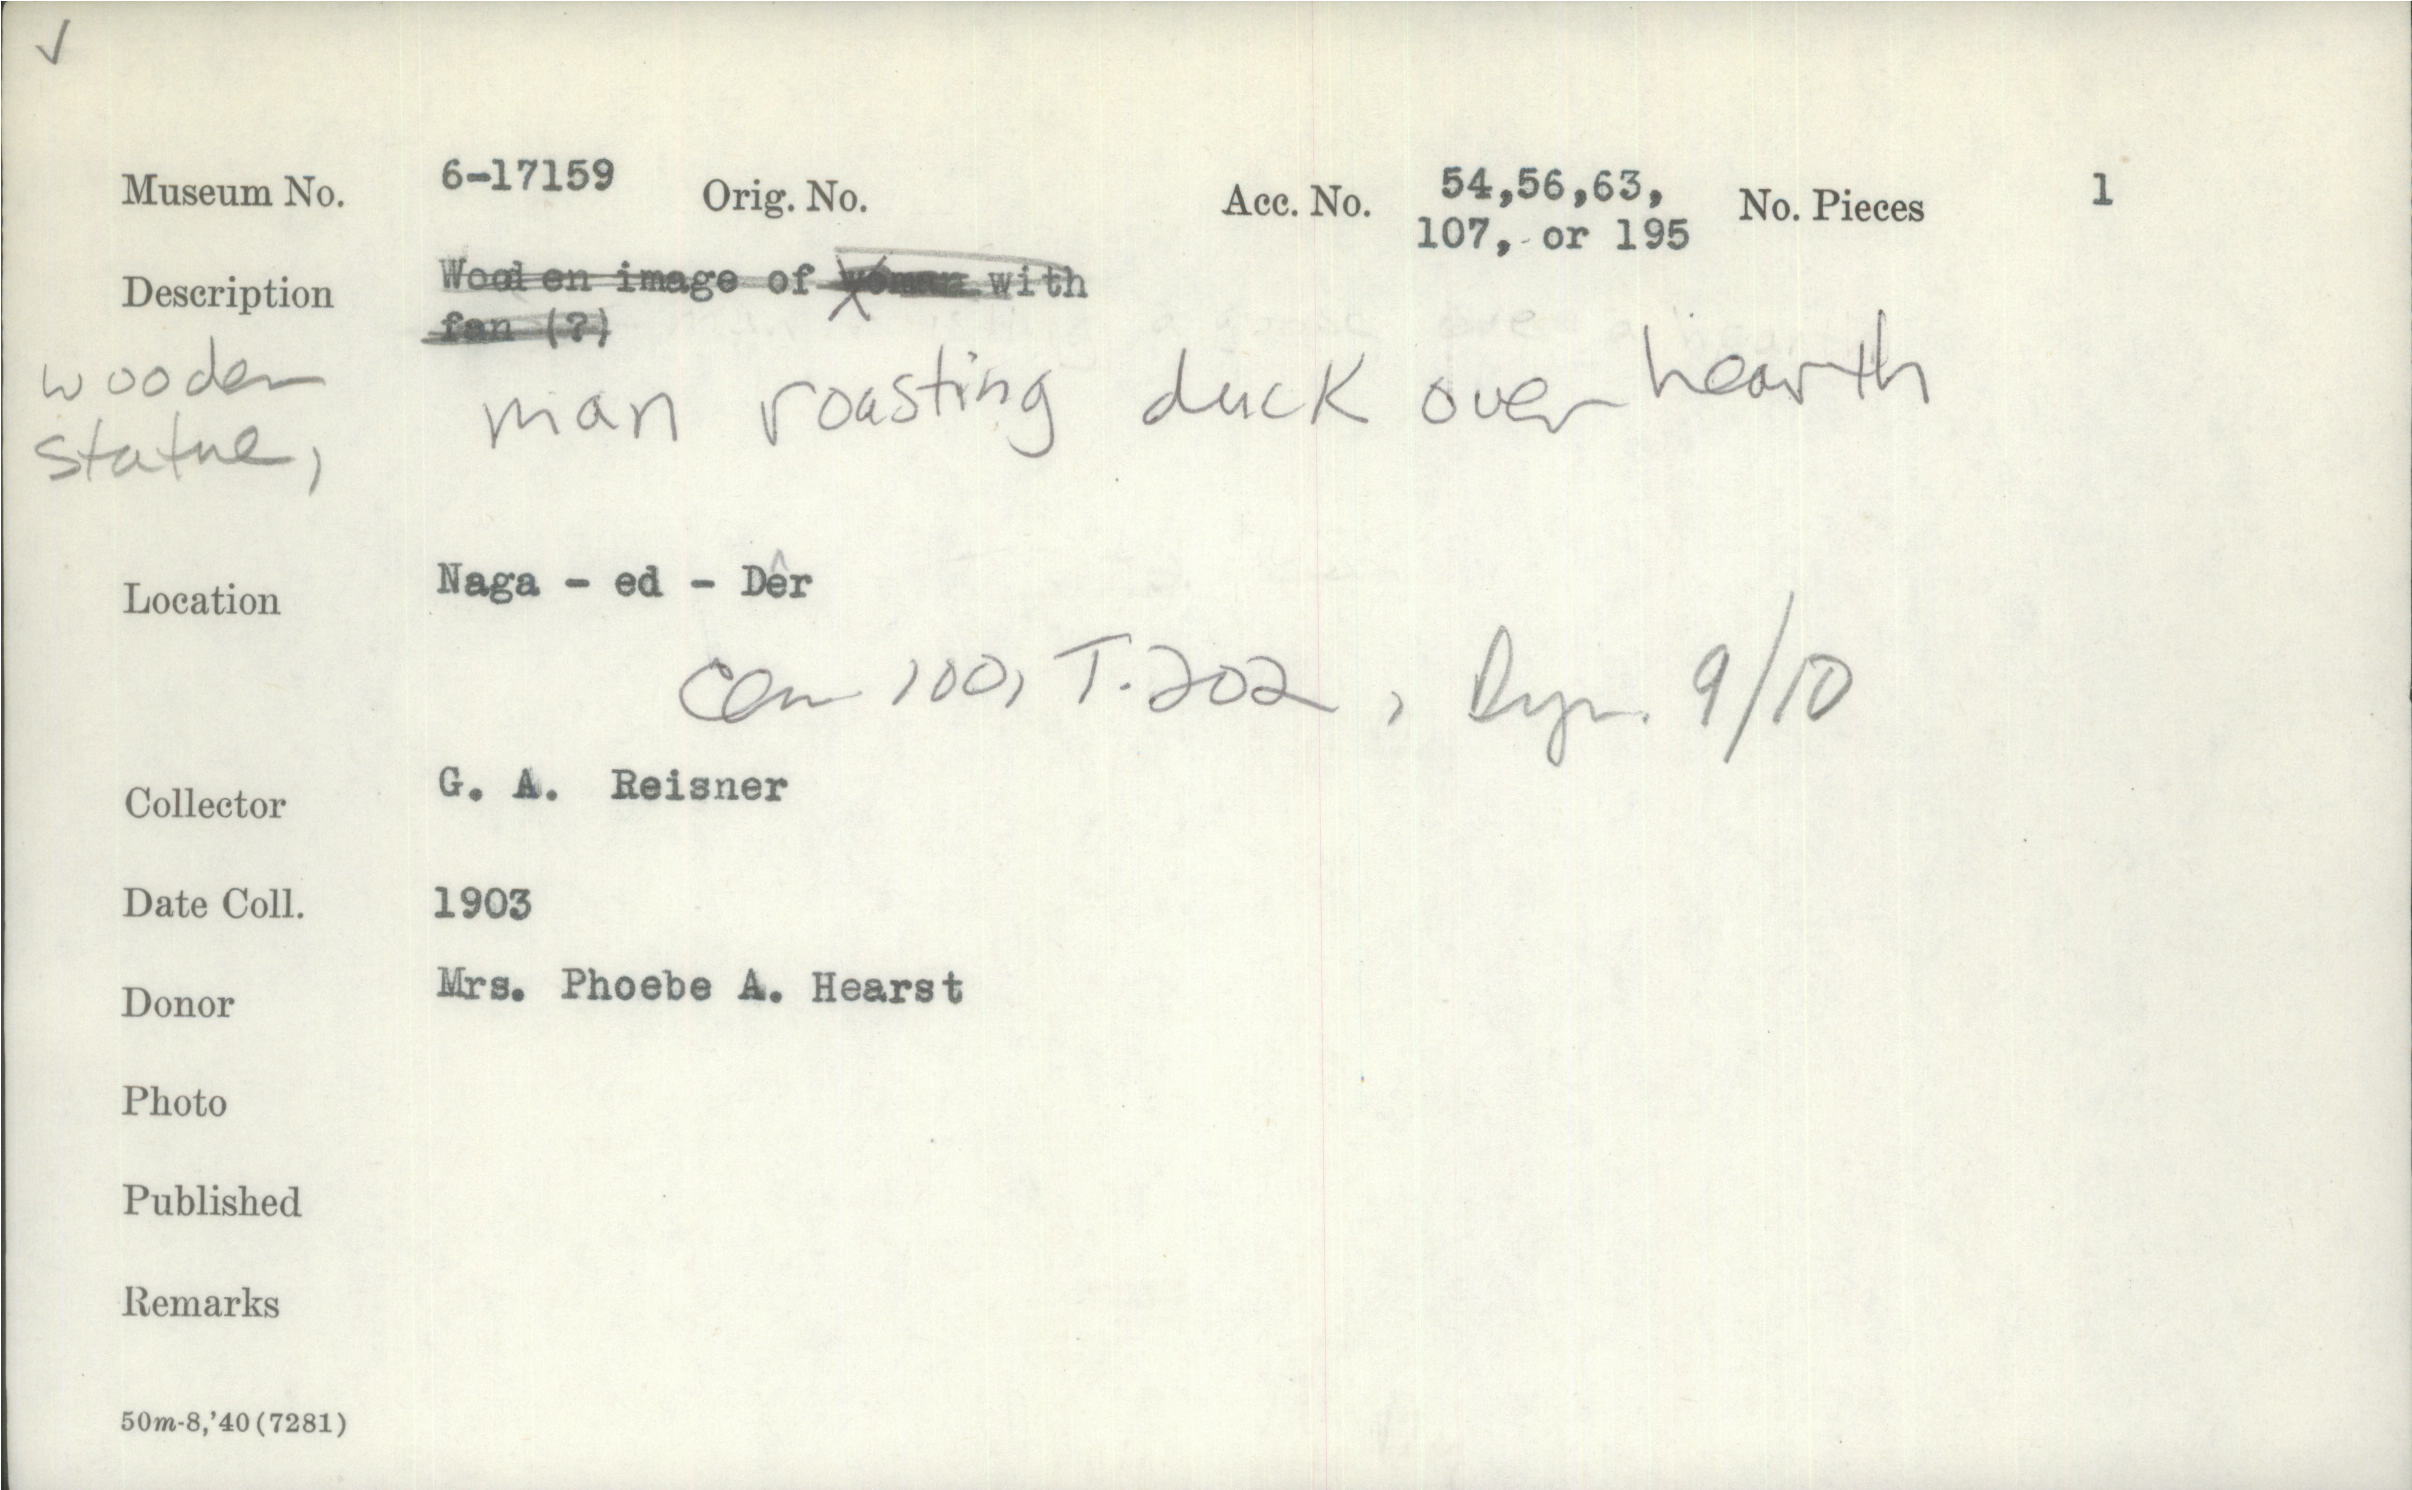 ✓
Museum No. 6-17159 Orig. No. Acc. No. 54,56,63, No. Pieces 1
107, or 195
Description Wooden image of woman with
fan (?)
wooden
statue, man roasting duck over hearth
Location Naga - ed - Dêr
Cem 100, T. 202, Dyn. 9/10
Collector G. A. Reisner
Date Coll. 1903
Donor Mrs. Phoebe A. Hearst
Photo
Published
Remarks
50m-8,'40(7281)